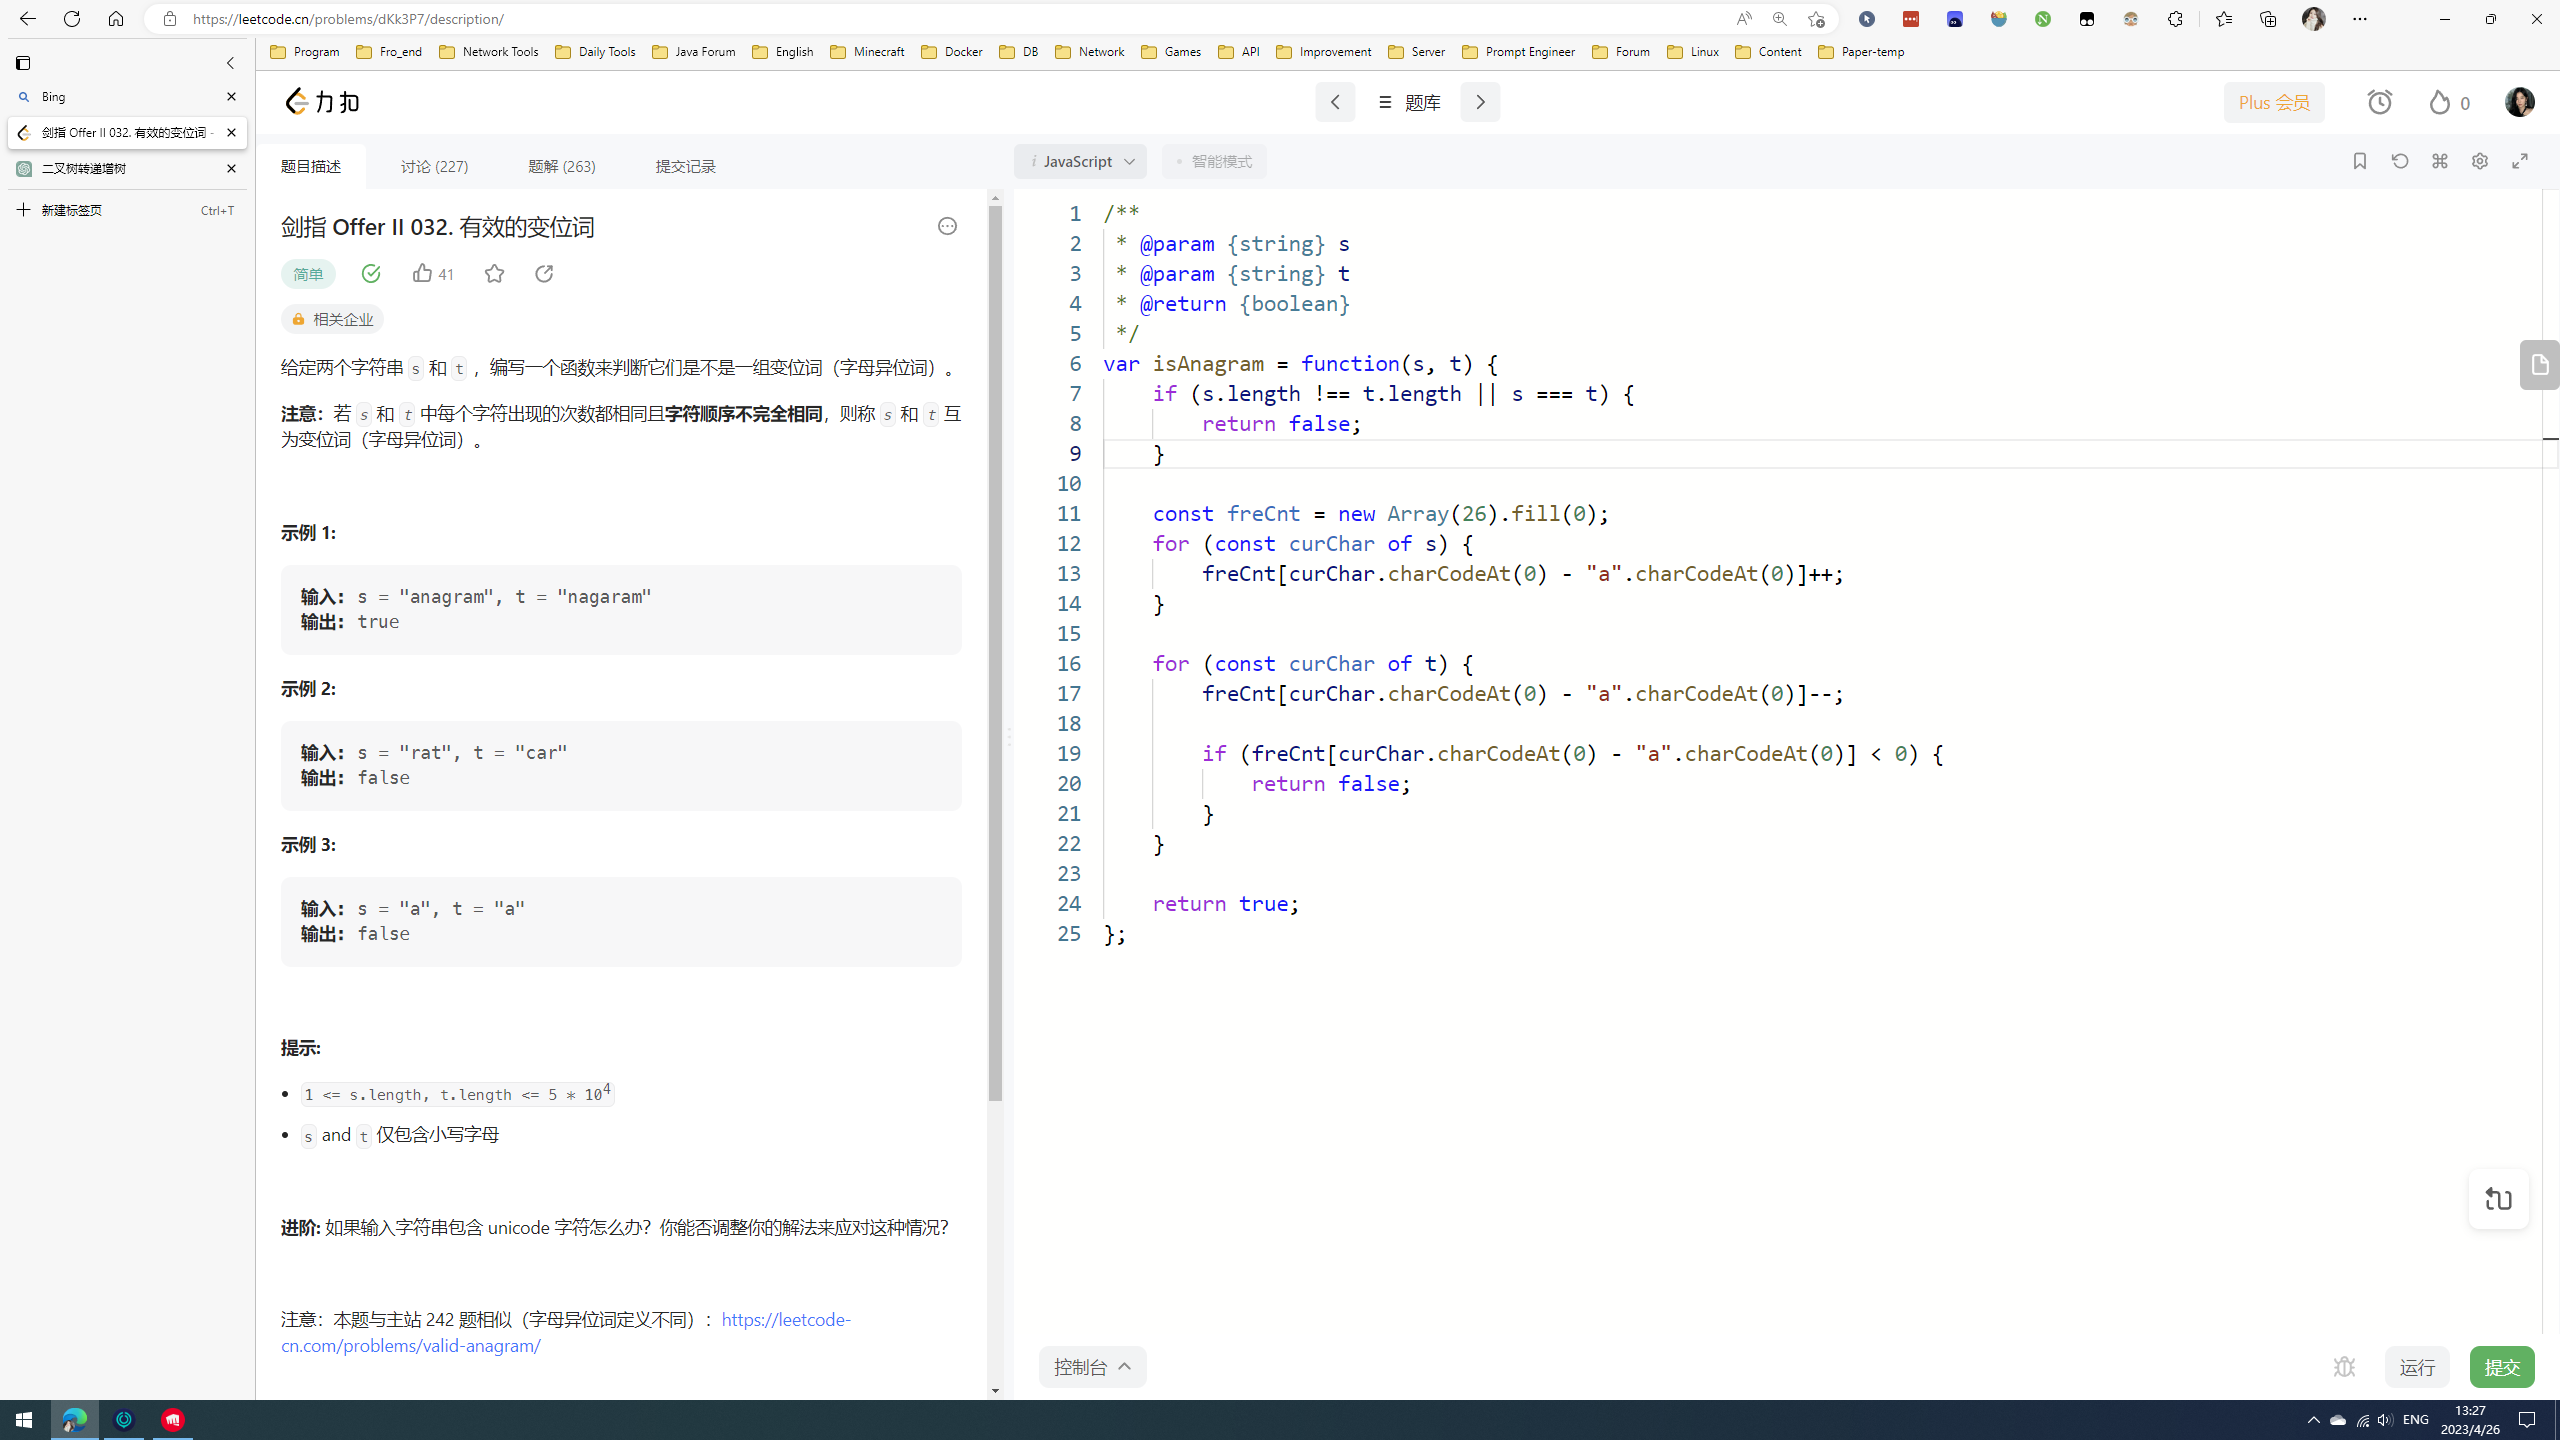 https://leetcode.cn/problems/dKk3P7/description/
Program Fro_end Network Tools Daily Tools Java Forum English Minecraft Docker DB Network Games API Improvement Server Prompt Engineer Forum Linux Content Paper-temp
Bing
剑指 Offer II 032. 有效的变位词 -
二叉树转递增树
新建标签页 Ctrl+T
力扣
题库
Plus 会员
0
题目描述 讨论 (227) 题解 (263) 提交记录
剑指 Offer II 032. 有效的变位词
简单 41
相关企业
给定两个字符串 s 和 t ，编写一个函数来判断它们是不是一组变位词（字母异位词）。
注意：若 s 和 t 中每个字符出现的次数都相同且字符顺序不完全相同，则称 s 和 t 互
为变位词（字母异位词）。
示例 1:
输入: s = "anagram", t = "nagaram"
输出: true
示例 2:
输入: s = "rat", t = "car"
输出: false
示例 3:
输入: s = "a", t = "a"
输出: false
提示:
1 <= s.length, t.length <= 5 * 10⁴
s and t 仅包含小写字母
进阶: 如果输入字符串包含 unicode 字符怎么办？你能否调整你的解法来应对这种情况？
注意：本题与主站 242 题相似（字母异位词定义不同）：https://leetcode-
cn.com/problems/valid-anagram/
i JavaScript 智能模式
1 /**
2 * @param {string} s
3 * @param {string} t
4 * @return {boolean}
5 */
6 var isAnagram = function(s, t) {
7 if (s.length !== t.length || s === t) {
8 return false;
9 }
10
11 const freCnt = new Array(26).fill(0);
12 for (const curChar of s) {
13 freCnt[curChar.charCodeAt(0) - "a".charCodeAt(0)]++;
14 }
15
16 for (const curChar of t) {
17 freCnt[curChar.charCodeAt(0) - "a".charCodeAt(0)]--;
18
19 if (freCnt[curChar.charCodeAt(0) - "a".charCodeAt(0)] < 0) {
20 return false;
21 }
22 }
23
24 return true;
25 };
控制台 运行 提交
ENG
13:27
2023/4/26